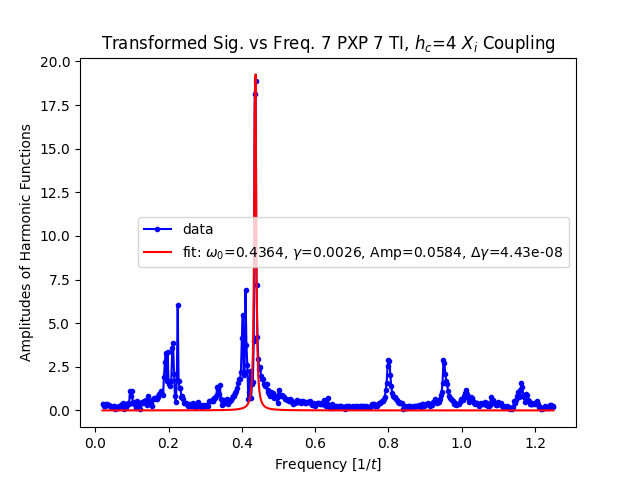 Transformed Sig. vs Freq. 7 PXP 7 TI, $h_c$=4 $X_i$ Coupling
Amplitudes of Harmonic Functions
20.0
17.5
15.0
12.5
10.0
7.5
5.0
2.5
0.0
data
fit: $\omega_0$=0.4364, $\gamma$=0.0026, Amp=0.0584, $\Delta\gamma$=4.43e-08
0.0 0.2 0.4 0.6 0.8 1.0 1.2
Frequency [1/$t$]